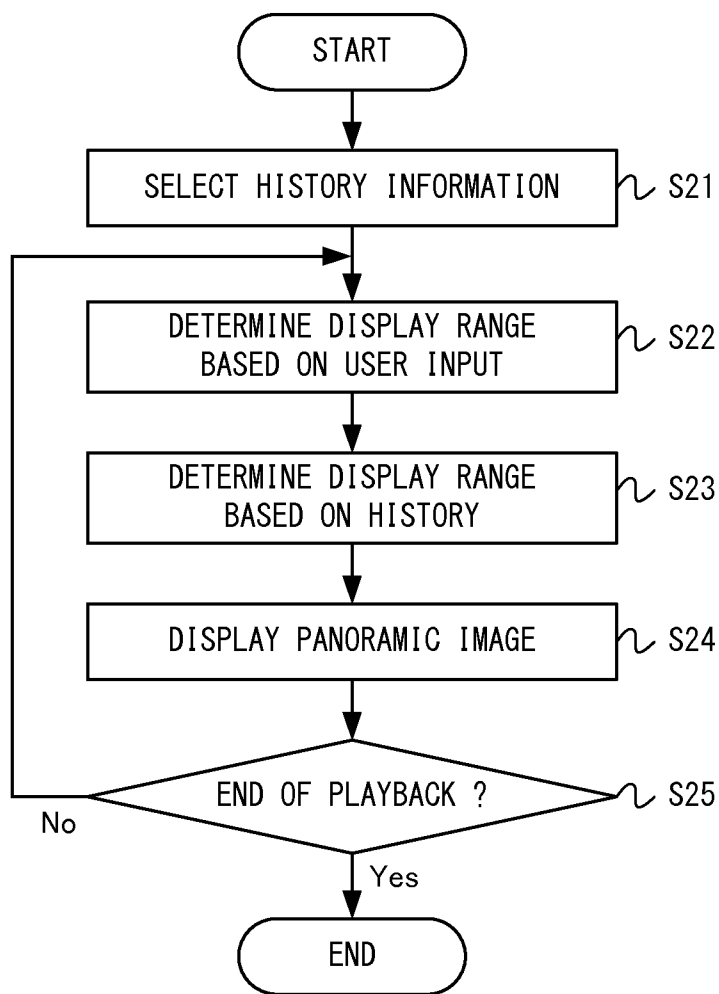 START
SELECT HISTORY INFORMATION
S21
DETERMINE DISPLAY RANGE
BASED ON USER INPUT
S22
DETERMINE DISPLAY RANGE
BASED ON HISTORY
S23
DISPLAY PANORAMIC IMAGE
S24
END OF PLAYBACK ?
S25
No
Yes
END